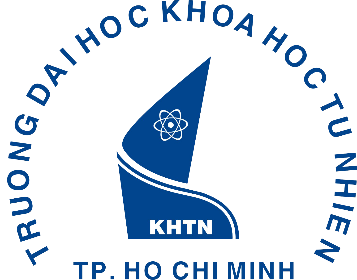 TRUONG DAI HOC KHOA HOC TU NHIEN
KHTN
TP. HO CHI MINH